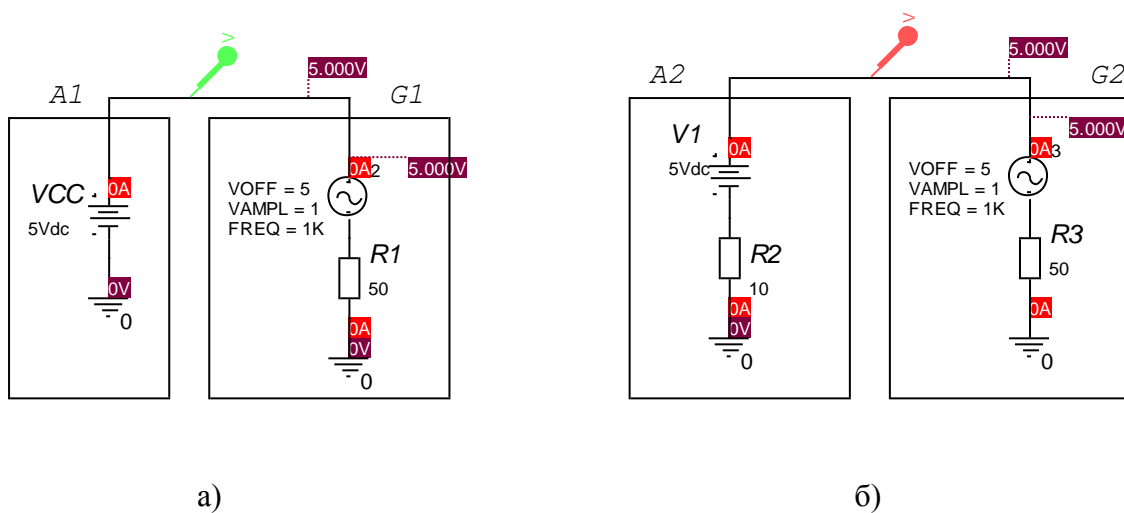 >
5.000V
A1
G1
0A
2
5.000V
VCC
0A
5Vdc
VOFF = 5
VAMPL = 1
FREQ = 1K
R1
50
0V
0
0A
0V
0
а)
>
5.000V
A2
G2
5.000V
V1
0A
0A
3
5Vdc
VOFF = 5
VAMPL = 1
FREQ = 1K
R2
10
R3
50
0A
0V
0A
0
0
б)